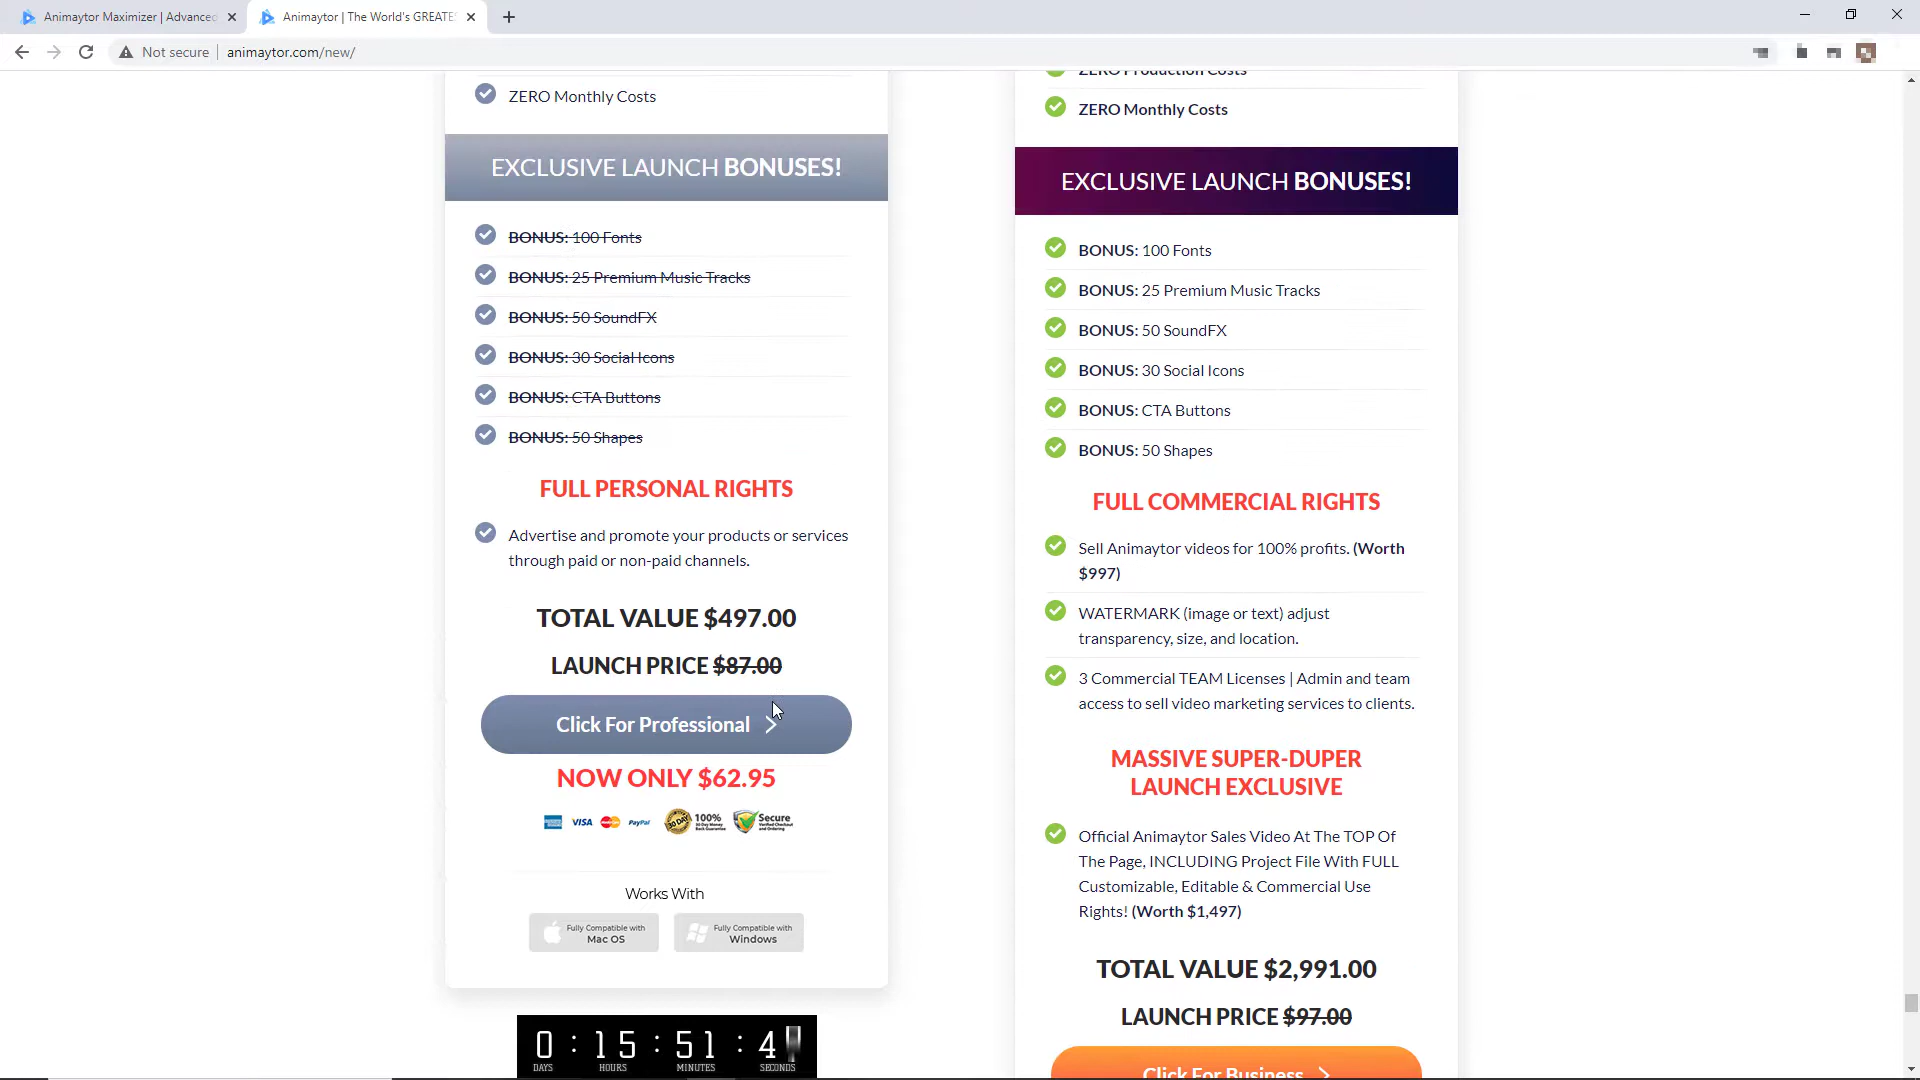 Animaytor Maximizer | Advanced
Animaytor | The World's GREATES
Not secure
animaytor.com/new/
ZERO Monthly Costs
EXCLUSIVE LAUNCH BONUSES!
BONUS: 100 Fonts
BONUS: 25 Premium Music Tracks
BONUS: 50 SoundFX
BONUS: 30 Social Icons
BONUS: CTA Buttons
BONUS: 50 Shapes
FULL PERSONAL RIGHTS
Advertise and promote your products or services
through paid or non-paid channels.
TOTAL VALUE $497.00
LAUNCH PRICE $87.00
Click For Professional
NOW ONLY $62.95
VISA
PayPal
30 DAY
100%
Secure
Works With
Fully Compatible with
Mac OS
Fully Compatible with
Windows
0 : 15 : 51 : 4
DAYS HOURS MINUTES SECONDS
ZERO Production Costs
ZERO Monthly Costs
EXCLUSIVE LAUNCH BONUSES!
BONUS: 100 Fonts
BONUS: 25 Premium Music Tracks
BONUS: 50 SoundFX
BONUS: 30 Social Icons
BONUS: CTA Buttons
BONUS: 50 Shapes
FULL COMMERCIAL RIGHTS
Sell Animaytor videos for 100% profits. (Worth
$997)
WATERMARK (image or text) adjust
transparency, size, and location.
3 Commercial TEAM Licenses | Admin and team
access to sell video marketing services to clients.
MASSIVE SUPER-DUPER
LAUNCH EXCLUSIVE
Official Animaytor Sales Video At The TOP Of
The Page, INCLUDING Project File With FULL
Customizable, Editable & Commercial Use
Rights! (Worth $1,497)
TOTAL VALUE $2,991.00
LAUNCH PRICE $97.00
Click For Business